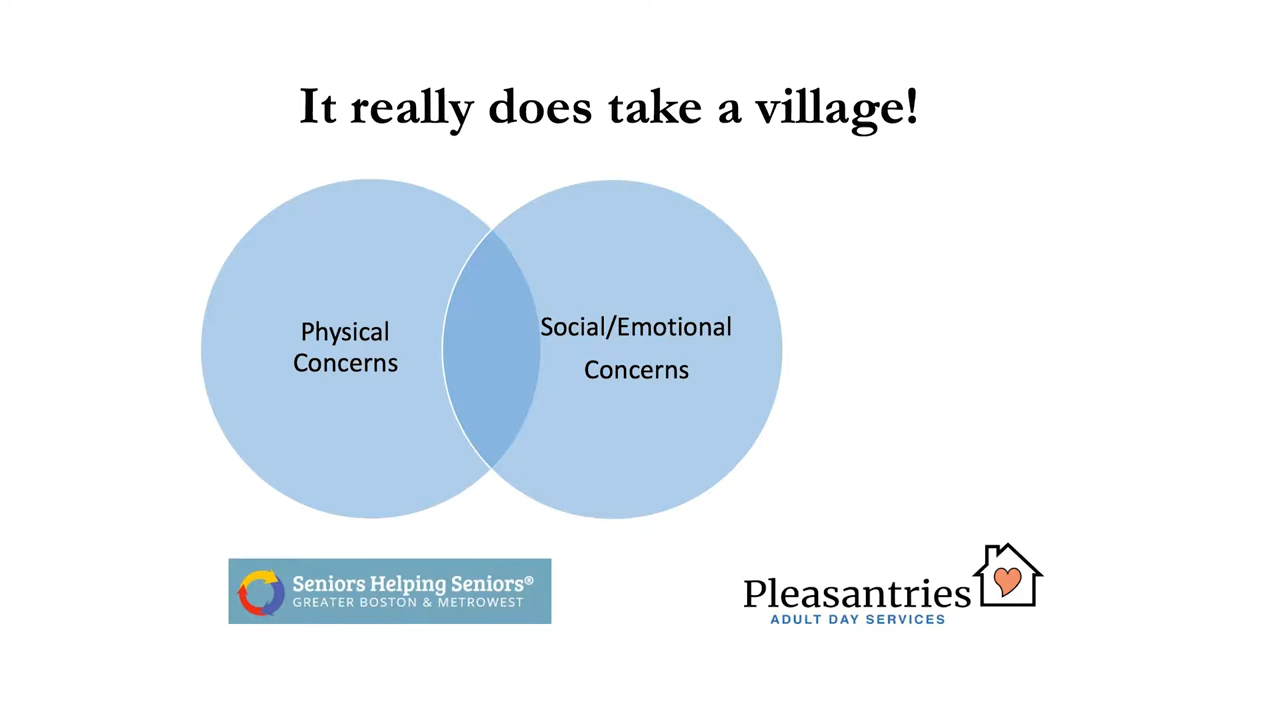 It really does take a village!
Physical
Concerns
Social/Emotional
Concerns
Seniors Helping Seniors®
GREATER BOSTON & METROWEST
Pleasantries
ADULT DAY SERVICES